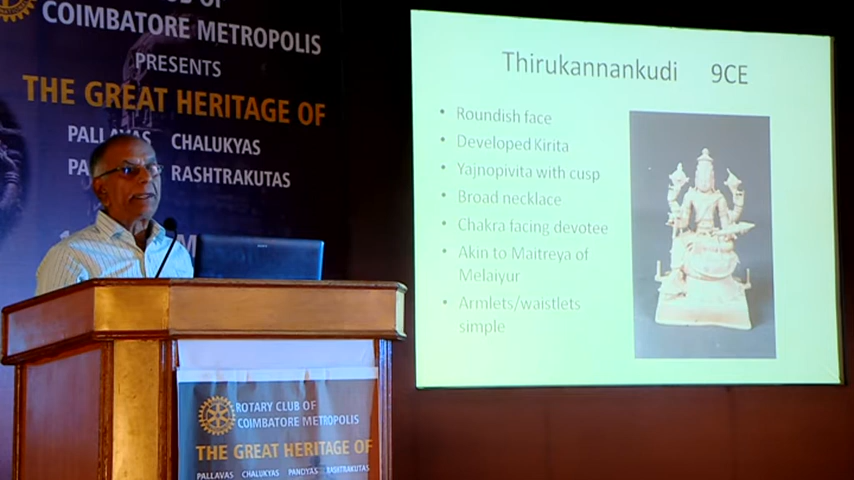 COIMBATORE METROPOLIS
PRESENTS
THE GREAT HERITAGE OF
PALLAVAS CHALUKYAS
RASHTRAKUTAS
Thirukannankudi 9CE
• Roundish face
• Developed Kirita
• Yajnopivita with cusp
• Broad necklace
• Chakra facing devotee
• Akin to Maitreya of
Melaiyur
• Armlets/waistlets
simple
ROTARY CLUB OF
COIMBATORE METROPOLIS
THE GREAT HERITAGE OF
PALLAVAS CHALUKYAS PANDYAS RASHTRAKUTAS